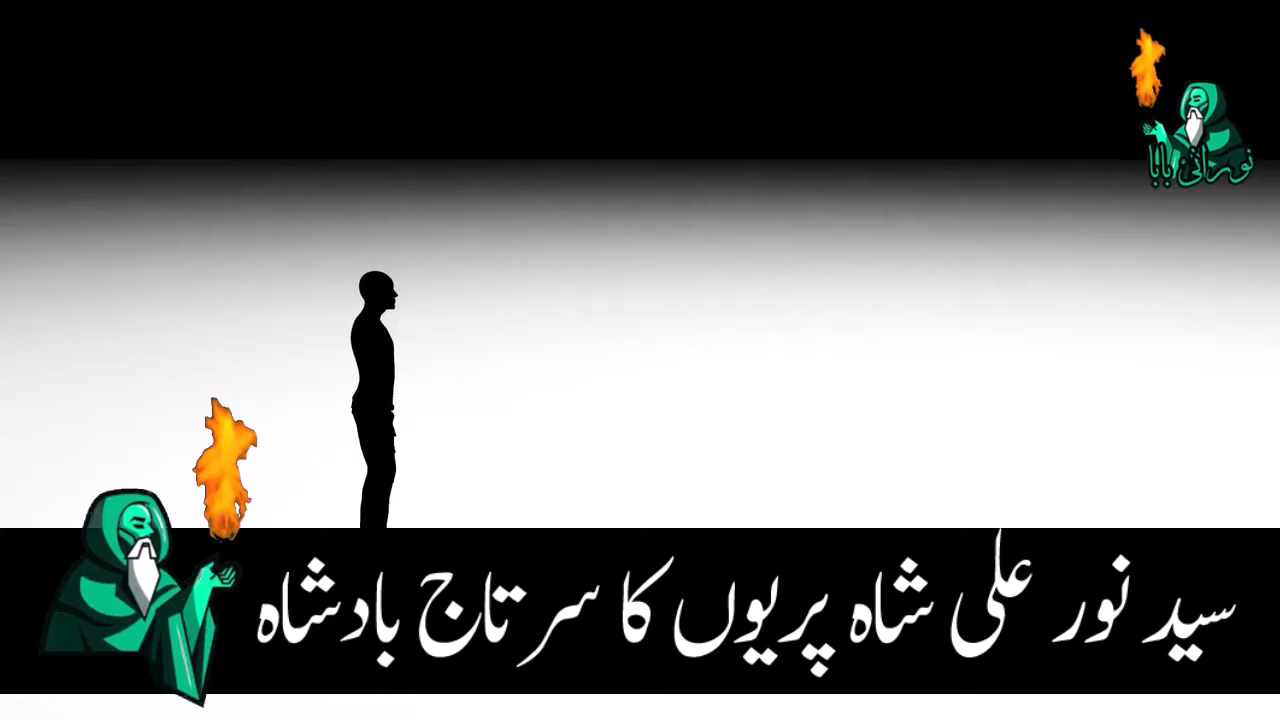 نورانی بابا
سید نور علی شاہ پریوں کا سرتاج بادشاہ